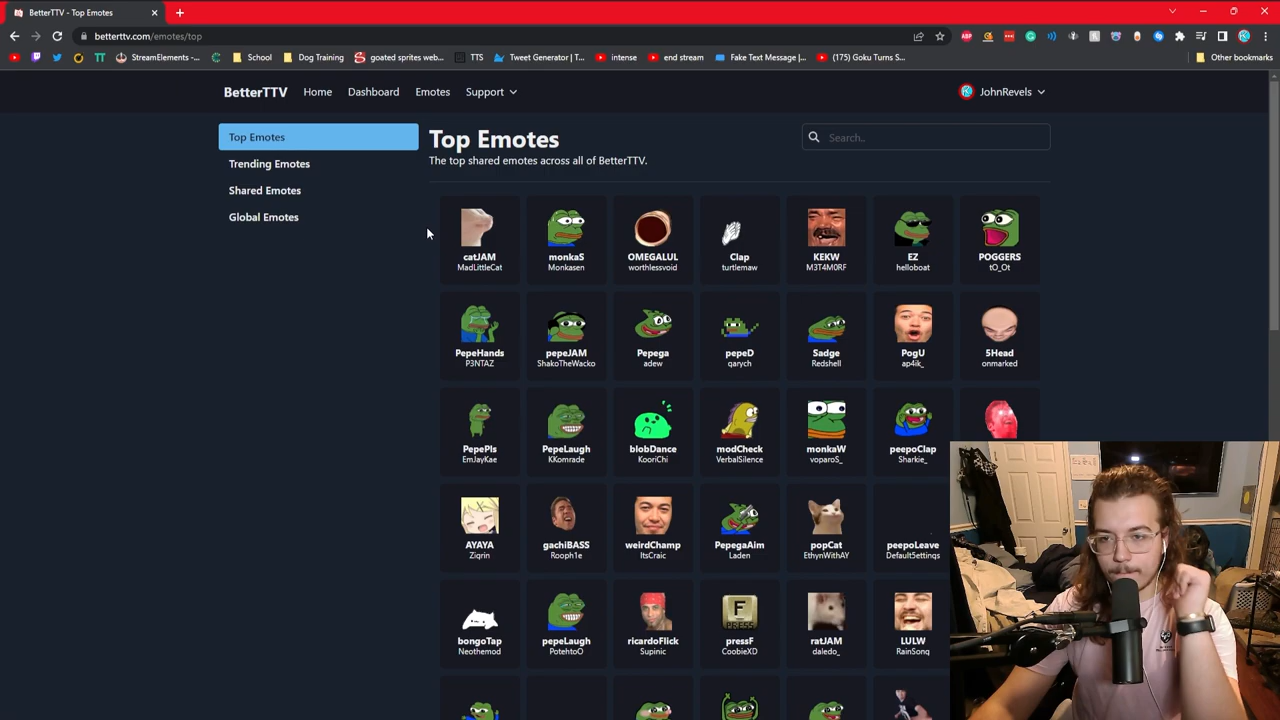 BetterTTV - Top Emotes
betterttv.com/emotes/top
StreamElements -... School Dog Training goated sprites web... TTS Tweet Generator | T... intense end stream Fake Text Message |... (175) Goku Turns S... Other bookmarks
BetterTTV Home Dashboard Emotes Support JohnRevels
Top Emotes
Trending Emotes
Shared Emotes
Global Emotes
Top Emotes
Search..
The top shared emotes across all of BetterTTV.
catJAM monkaS OMEGALUL Clap KEKW EZ POGGERS
MadLittleCat Monkasen worthlessvoid turtlemaw M3T4M0RF helloboat tO_Ot
PepeHands pepeJAM Pepega pepeD Sadge PogU 5Head
P3NTAZ ShakoTheWacko adew qarych Redshell ap4ik_ onmarked
PepePls PepeLaugh blobDance modCheck monkaW peepoClap
EmJayKae KKomrade KooriChi VerbalSilence voparoS_ Sharkie_
AYAYA gachiBASS weirdChamp PepegaAim popCat peepoLeave
Ziqrin Rooph1e ItsCraic Laden EthynWithAY Default5ettings
F
PRESS
bongoTap pepeLaugh ricardoFlick pressF ratJAM LULW
Neothemod PotehtoO Supinic CoobieXD daledo_ RainSong